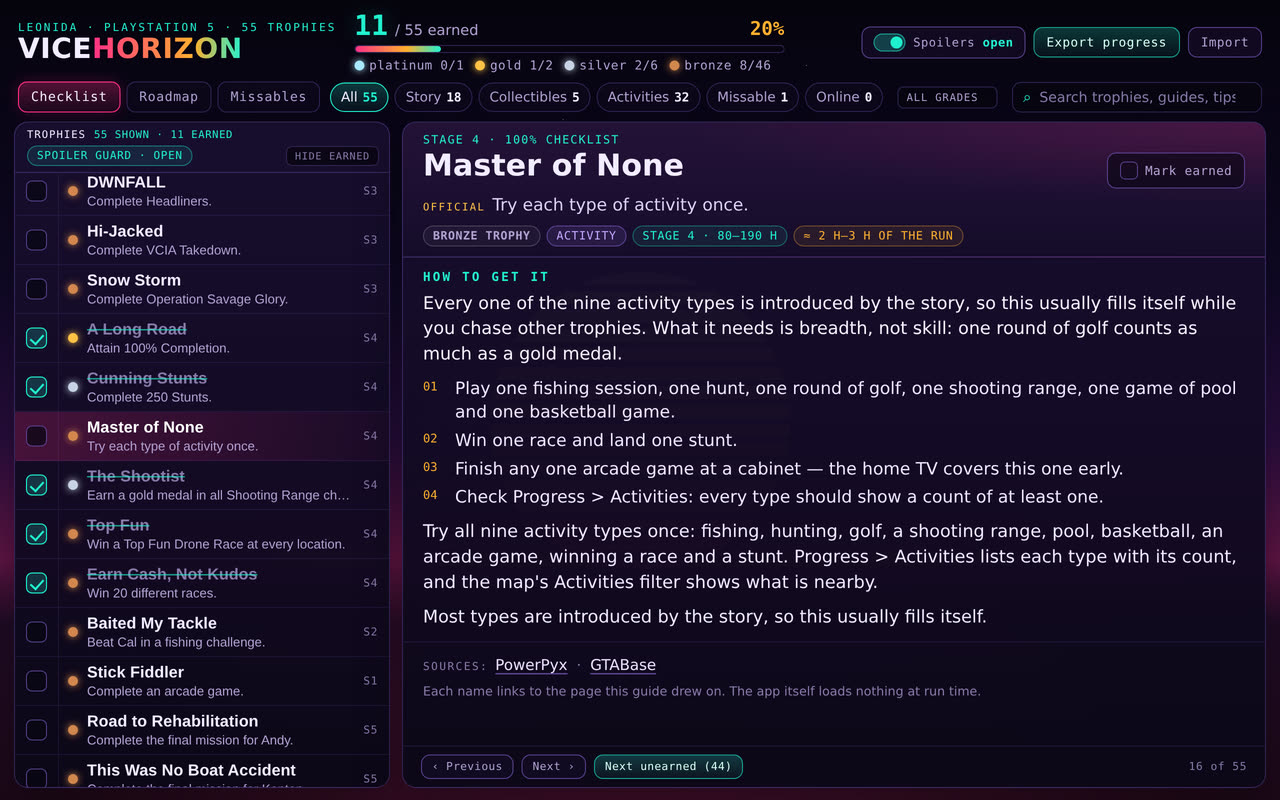 LEONIDA · PLAYSTATION 5 · 55 TROPHIES
VICEHORIZON
11 / 55 earned 20%
platinum 0/1 gold 1/2 silver 2/6 bronze 8/46
Spoilers open
Export progress
Import
Checklist
Roadmap
Missables
All 55
Story 18
Collectibles 5
Activities 32
Missable 1
Online 0
ALL GRADES
Search trophies, guides, tips
TROPHIES 55 SHOWN · 11 EARNED
SPOILER GUARD · OPEN
HIDE EARNED
DWNFALL
Complete Headliners.
S3
Hi-Jacked
Complete VCIA Takedown.
S3
Snow Storm
Complete Operation Savage Glory.
S3
A Long Road
Attain 100% Completion.
S4
Cunning Stunts
Complete 250 Stunts.
S4
Master of None
Try each type of activity once.
S4
The Shootist
Earn a gold medal in all Shooting Range ch…
S4
Top Fun
Win a Top Fun Drone Race at every location.
S4
Earn Cash, Not Kudos
Win 20 different races.
S4
Baited My Tackle
Beat Cal in a fishing challenge.
S2
Stick Fiddler
Complete an arcade game.
S1
Road to Rehabilitation
Complete the final mission for Andy.
S5
This Was No Boat Accident
S5
STAGE 4 · 100% CHECKLIST
Master of None
Mark earned
OFFICIAL Try each type of activity once.
BRONZE TROPHY
ACTIVITY
STAGE 4 · 80–190 H
≈ 2 H–3 H OF THE RUN
HOW TO GET IT
Every one of the nine activity types is introduced by the story, so this usually fills itself while
you chase other trophies. What it needs is breadth, not skill: one round of golf counts as
much as a gold medal.
01 Play one fishing session, one hunt, one round of golf, one shooting range, one game of pool
and one basketball game.
02 Win one race and land one stunt.
03 Finish any one arcade game at a cabinet — the home TV covers this one early.
04 Check Progress > Activities: every type should show a count of at least one.
Try all nine activity types once: fishing, hunting, golf, a shooting range, pool, basketball, an
arcade game, winning a race and a stunt. Progress > Activities lists each type with its count,
and the map's Activities filter shows what is nearby.
Most types are introduced by the story, so this usually fills itself.
SOURCES: PowerPyx · GTABase
Each name links to the page this guide drew on. The app itself loads nothing at run time.
‹ Previous
Next ›
Next unearned (44)
16 of 55